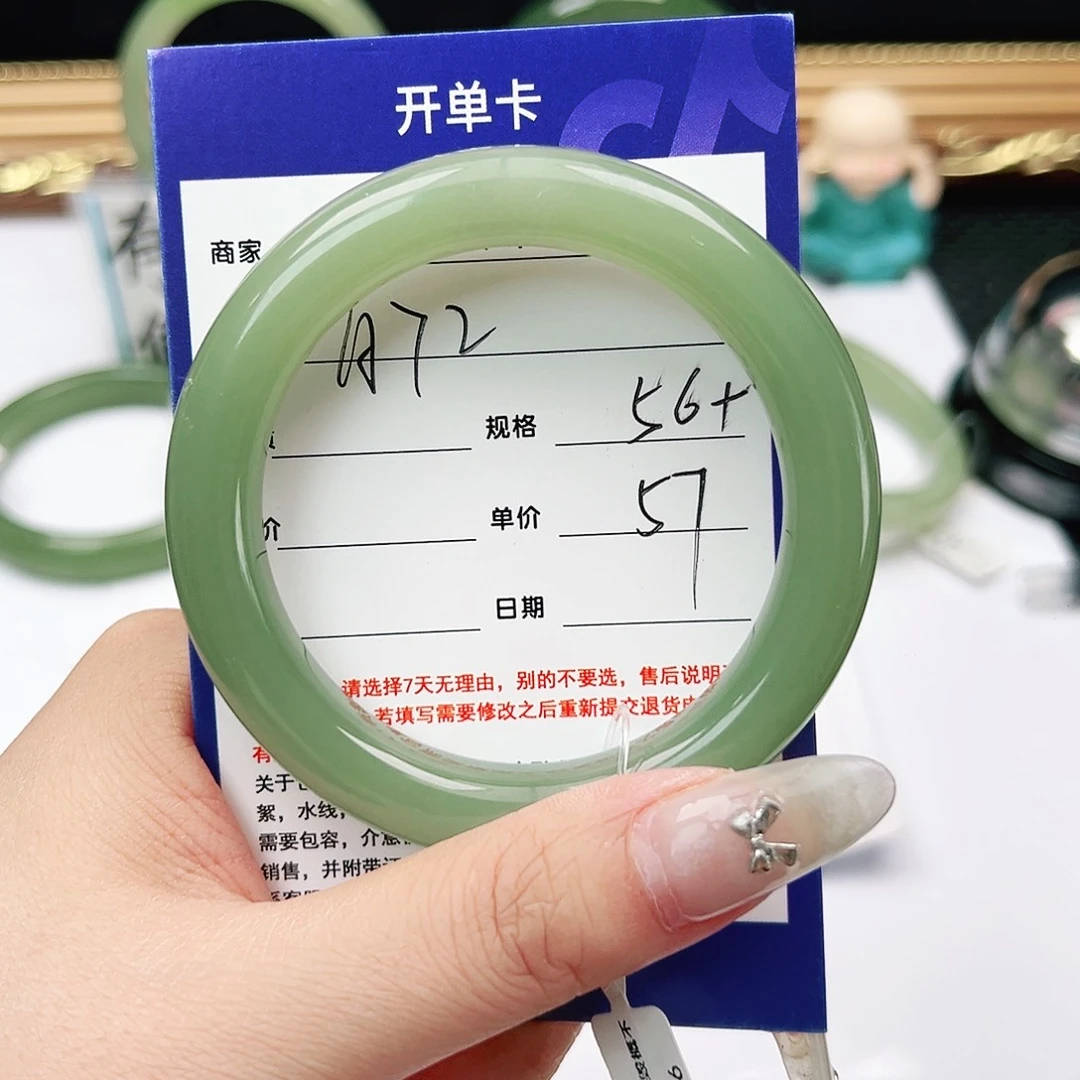 开单卡
商家
A72
规格 56+
介 单价 57
日期
请选择7天无理由，别的不要选，售后说明
若填写需要修改之后重新提交退货
有
关于
絮，水线，
需要包容，介意
销售，并附带
有